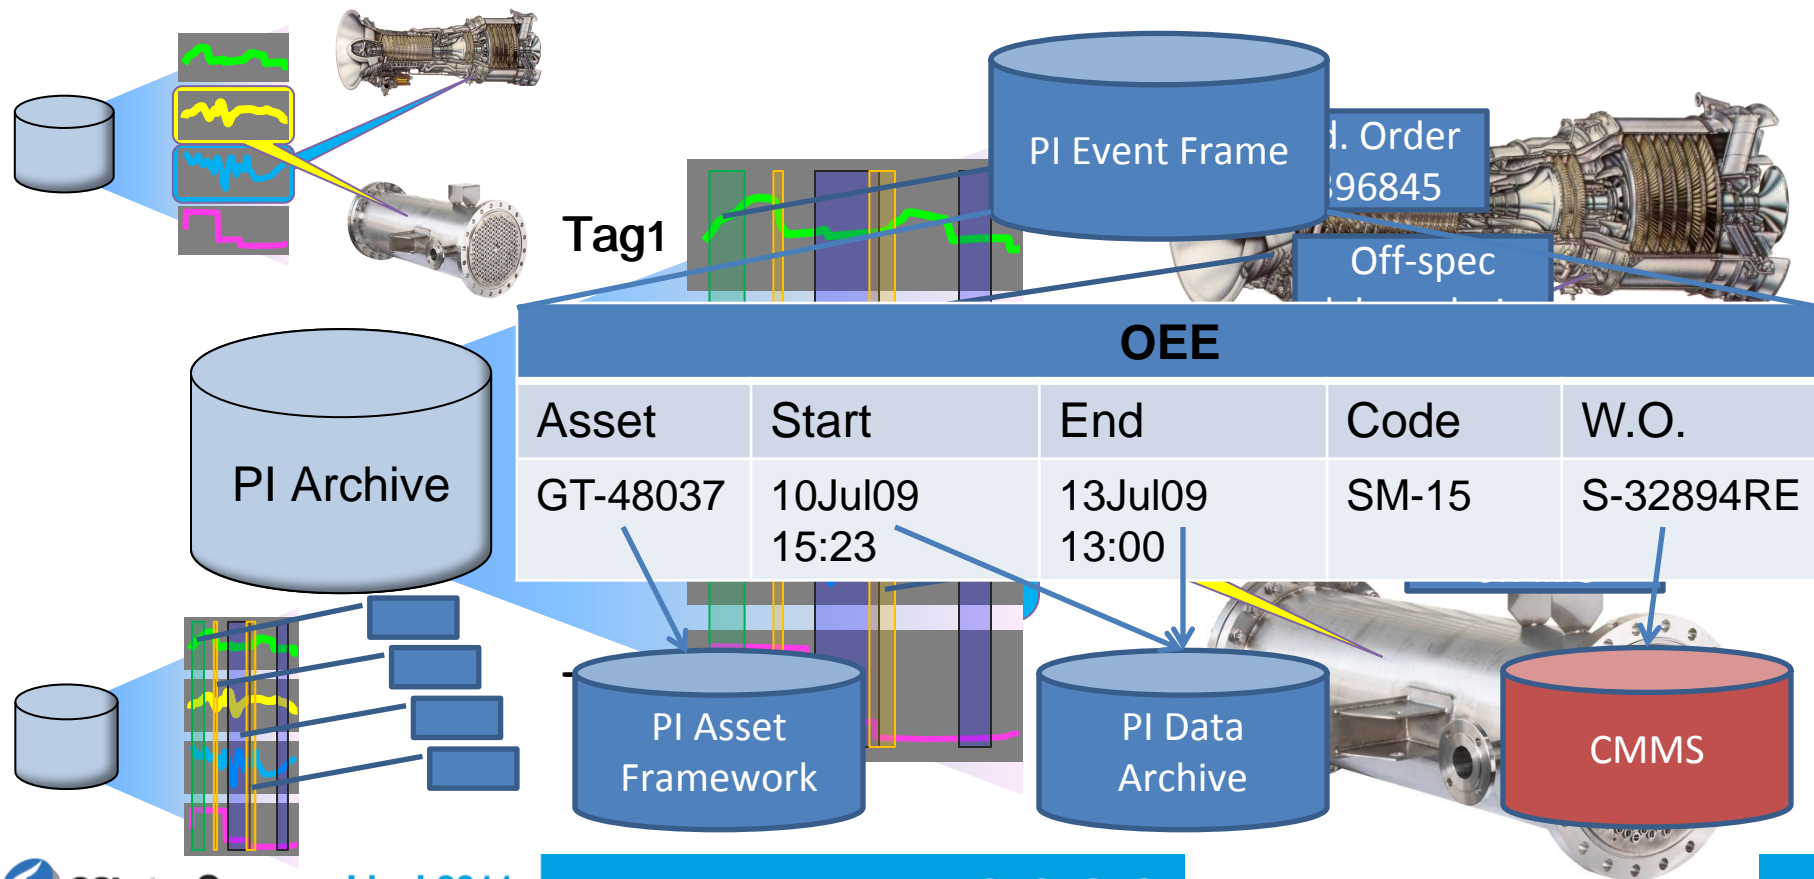 PI Event Frame
d. Order
396845
Off-spec
Tag1
OEE
Asset Start End Code W.O.
GT-48037 10Jul09 13Jul09 SM-15 S-32894RE
15:23 13:00
PI Archive
PI Asset
Framework
PI Data
Archive
CMMS